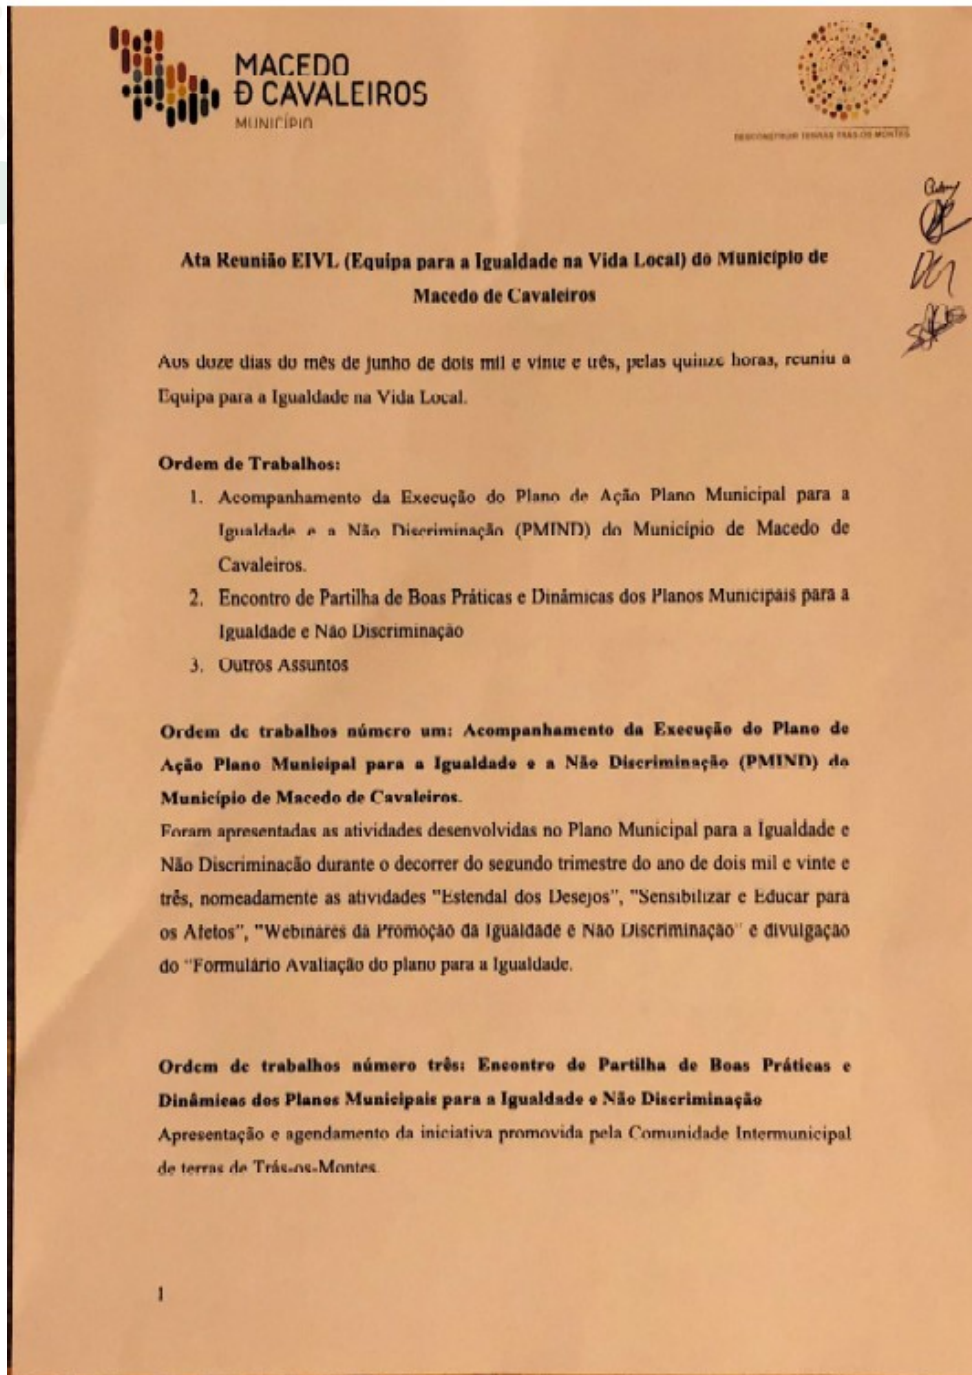 MACEDO
Đ CAVALEIROS
MUNICÍPIO
DESCONSTRUIR TERRAS TRÁS-OS-MONTES
Ata Reunião EIVL (Equipa para a Igualdade na Vida Local) do Município de
Macedo de Cavaleiros
Aos doze dias do mês de junho de dois mil e vinte e três, pelas quinze horas, reuniu a
Equipa para a Igualdade na Vida Local.
Ordem de Trabalhos:
1. Acompanhamento da Execução do Plano de Ação Plano Municipal para a
Igualdade e a Não Discriminação (PMIND) do Município de Macedo de
Cavaleiros.
2. Encontro de Partilha de Boas Práticas e Dinâmicas dos Planos Municipais para a
Igualdade e Não Discriminação
3. Outros Assuntos
Ordem de trabalhos número um: Acompanhamento da Execução do Plano de
Ação Plano Municipal para a Igualdade e a Não Discriminação (PMIND) do
Município de Macedo de Cavaleiros.
Foram apresentadas as atividades desenvolvidas no Plano Municipal para a Igualdade e
Não Discriminação durante o decorrer do segundo trimestre do ano de dois mil e vinte e
três, nomeadamente as atividades "Estendal dos Desejos", "Sensibilizar e Educar para
os Afetos", "Webinares da Promoção da Igualdade e Não Discriminação" e divulgação
do "Formulário Avaliação do plano para a Igualdade.
Ordem de trabalhos número três: Encontro de Partilha de Boas Práticas e
Dinâmicas dos Planos Municipais para a Igualdade e Não Discriminação
Apresentação e agendamento da iniciativa promovida pela Comunidade Intermunicipal
de terras de Trás-os-Montes.
1